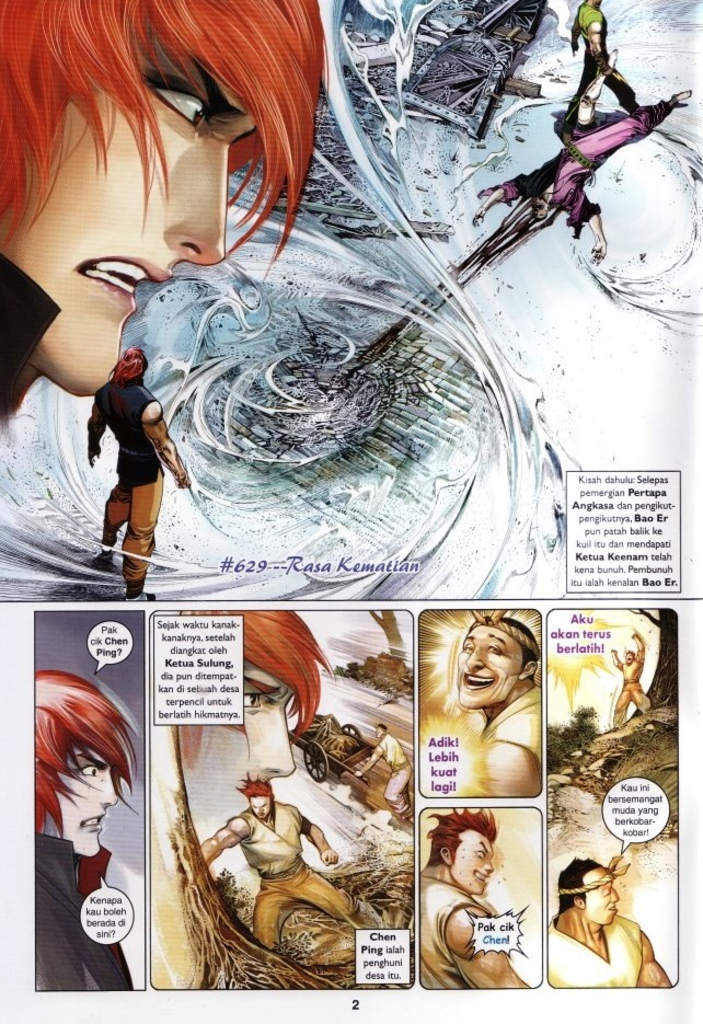 Kisah dahulu: Selepas
pemergian Pertapa
Angkasa dan pengikut-
pengikutnya, Bao Er
pun patah balik ke
kuil itu dan mendapati
Ketua Keenam telah
kena bunuh. Pembunuh
itu ialah kenalan Bao Er.
#629--Rasa Kematian
Pak
cik Chen
Ping?
Kenapa
kau boleh
berada di
sini?
Sejak waktu kanak-
kanaknya, setelah
diangkat oleh
Ketua Sulung,
dia pun ditempat-
kan di sebuah desa
terpencil untuk
berlatih hikmatnya.
Chen
Ping ialah
penghuni
desa itu.
Adik!
Lebih
kuat
lagi!
Pak cik
Chen!
Aku
akan terus
berlatih!
Kau ini
bersemangat
muda yang
berkobar-
kobar!
2